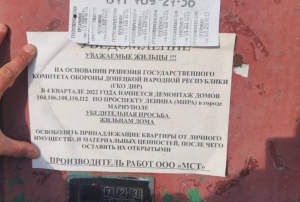 УВЕДОМЛЕНИЕ
УВАЖАЕМЫЕ ЖИЛЬЦЫ !!!
НА ОСНОВАНИИ РЕШЕНИЯ ГОСУДАРСТВЕННОГО
КОМИТЕТА ОБОРОНЫ ДОНЕЦКОЙ НАРОДНОЙ РЕСПУБЛИКИ
(ГКО ДНР)
В 4 КВАРТАЛЕ 2022 ГОДА НАЧНЕТСЯ ДЕМОНТАЖ ДОМОВ
104,106,108,110,112 ПО ПРОСПЕКТУ ЛЕНИНА (МИРА) в городе
МАРИУПОЛЕ
УБЕДИТЕЛЬНАЯ ПРОСЬБА
ЖИЛЬЦАМ ДОМА
ОСВОБОДИТЬ ПРИНАДЛЕЖАЩИЕ КВАРТИРЫ ОТ ЛИЧНОГО
ИМУЩЕСТВА И МАТЕРИАЛЬНЫХ ЦЕННОСТЕЙ, ПОСЛЕ ЧЕГО
ОСТАВИТЬ ИХ ОТКРЫТЫМИ
ПРОИЗВОДИТЕЛЬ РАБОТ ООО «МСТ»